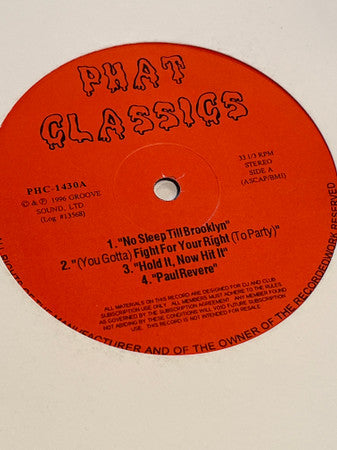 PHAT
CLASSICS
PHC-1430A
© & ℗ 1996 GROOVE
SOUND, LTD
(Log #13568)
33 1/3 RPM
STEREO
SIDE A
(ASCAP/BMI)
1. "No Sleep Till Brooklyn"
2. "(You Gotta) Fight For Your Right (To Party)"
3. "Hold It, Now Hit It"
4. "Paul Revere"
ALL MATERIALS ON THIS RECORD ARE DESIGNED FOR DJ AND CLUB
SUBSCRIPTION USE ONLY. ALL MEMBERS MUST ADHERE TO THE RULES
AS GOVERNED BY THE SUBSCRIPTION AGREEMENT. ANY MEMBER FOUND
NOT ABIDING BY THESE CONDITIONS WILL VOID FUTURE SUBSCRIPTION
USE. THIS RECORD IS NOT INTENDED FOR RESALE.
ALL RIGHTS OF MANUFACTURER AND OF THE OWNER OF THE RECORDED WORK RESERVED